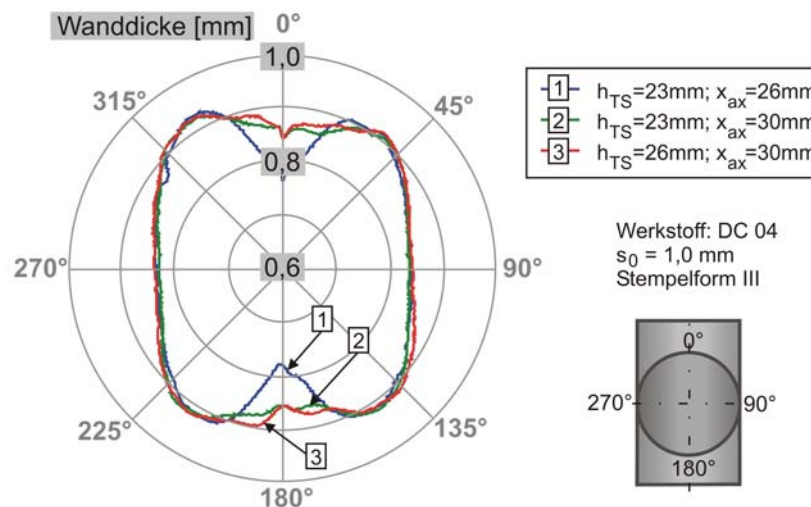 Wanddicke [mm]
0°
1,0
315°
45°
0,8
270°
0,6
90°
1
2
225°
135°
3
180°
1 h_TS=23mm; x_ax=26mm
2 h_TS=23mm; x_ax=30mm
3 h_TS=26mm; x_ax=30mm
Werkstoff: DC 04
s_0 = 1,0 mm
Stempelform III
0°
270°
90°
180°